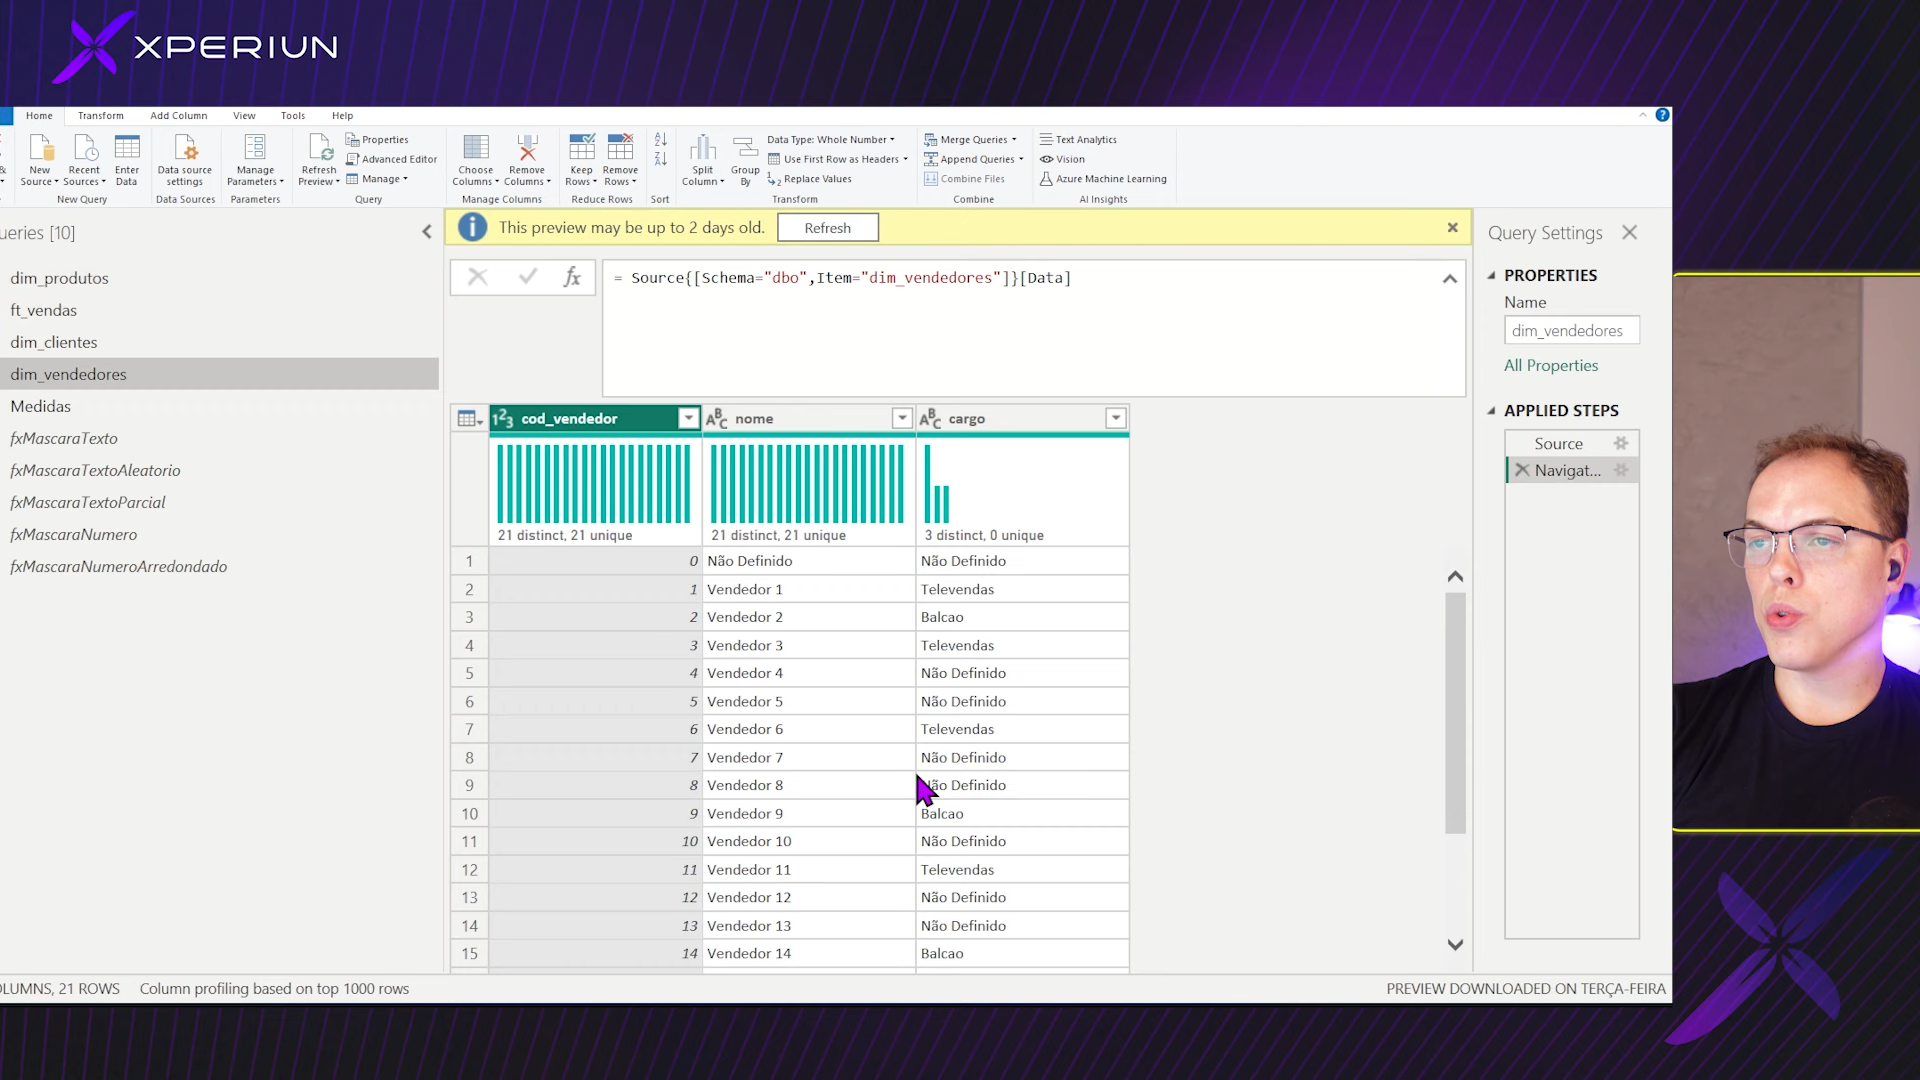 XPERIUN
Home Transform Add Column View Tools Help
New Source
Recent Sources
Enter Data
New Query
Data source settings
Data Sources
Manage Parameters
Parameters
Refresh Preview
Properties
Advanced Editor
Manage
Query
Choose Columns
Remove Columns
Manage Columns
Keep Rows
Remove Rows
Reduce Rows
Sort
Split Column
Group By
Data Type: Whole Number
Use First Row as Headers
Replace Values
Transform
Merge Queries
Append Queries
Combine Files
Combine
Text Analytics
Vision
Azure Machine Learning
AI Insights
ueries [10]
dim_produtos
ft_vendas
dim_clientes
dim_vendedores
Medidas
fxMascaraTexto
fxMascaraTextoAleatorio
fxMascaraTextoParcial
fxMascaraNumero
fxMascaraNumeroArredondado
This preview may be up to 2 days old. Refresh
fx = Source{[Schema="dbo",Item="dim_vendedores"]}[Data]
1²3 cod_vendedor ABC nome ABC cargo
21 distinct, 21 unique 21 distinct, 21 unique 3 distinct, 0 unique
1 0 Não Definido Não Definido
2 1 Vendedor 1 Televendas
3 2 Vendedor 2 Balcao
4 3 Vendedor 3 Televendas
5 4 Vendedor 4 Não Definido
6 5 Vendedor 5 Não Definido
7 6 Vendedor 6 Televendas
8 7 Vendedor 7 Não Definido
9 8 Vendedor 8 Não Definido
10 9 Vendedor 9 Balcao
11 10 Vendedor 10 Não Definido
12 11 Vendedor 11 Televendas
13 12 Vendedor 12 Não Definido
14 13 Vendedor 13 Não Definido
15 14 Vendedor 14 Balcao
Query Settings
PROPERTIES
Name
dim_vendedores
All Properties
APPLIED STEPS
Source
Navigat...
OLUMNS, 21 ROWS Column profiling based on top 1000 rows
PREVIEW DOWNLOADED ON TERÇA-FEIRA